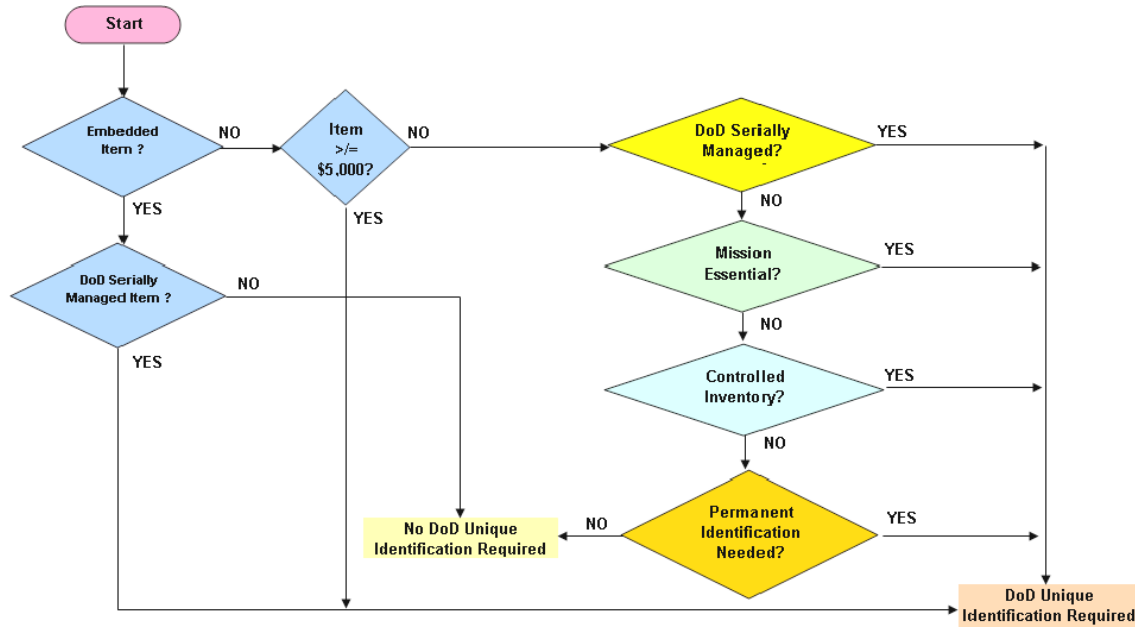 Start
Embedded
Item ?
NO
Item
>/=
$5,000?
NO
DoD Serially
Managed?
YES
YES
YES
NO
DoD Serially
Managed Item ?
NO
Mission
Essential?
YES
NO
YES
Controlled
Inventory?
YES
NO
Permanent
Identification
Needed?
YES
NO
No DoD Unique
Identification Required
DoD Unique
Identification Required